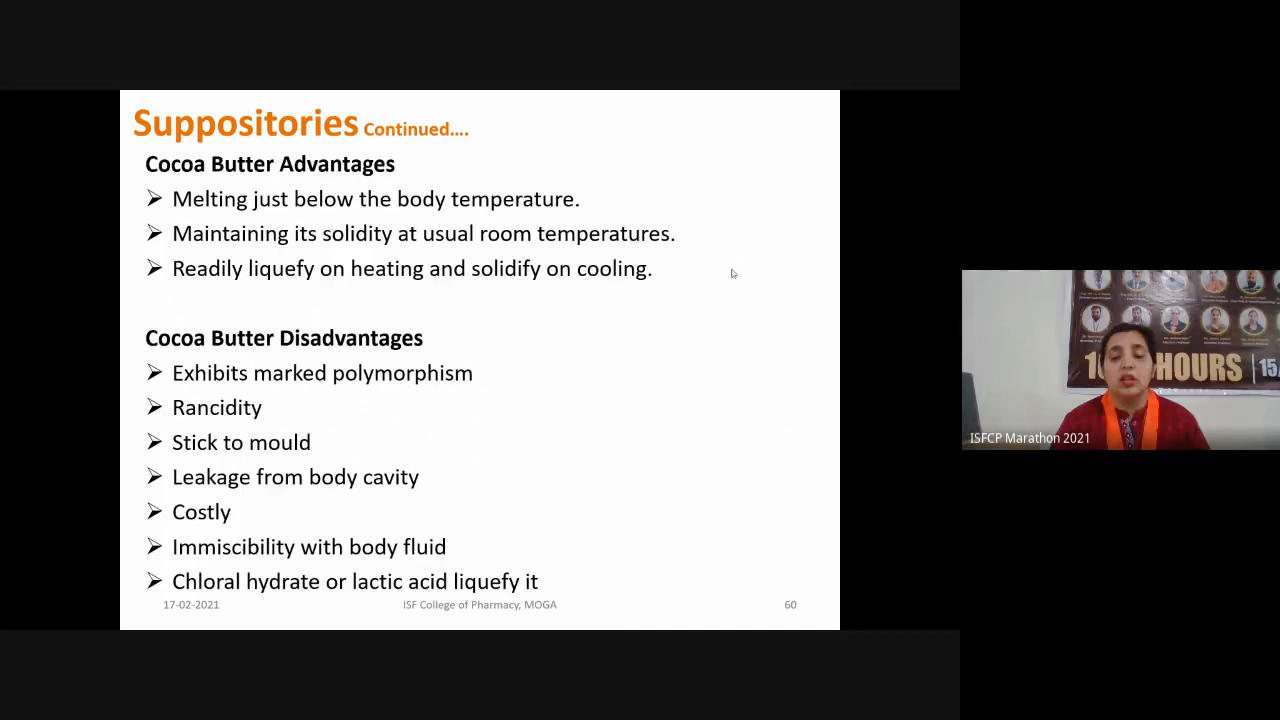 Suppositories Continued....
Cocoa Butter Advantages
➢ Melting just below the body temperature.
➢ Maintaining its solidity at usual room temperatures.
➢ Readily liquefy on heating and solidify on cooling.
Cocoa Butter Disadvantages
➢ Exhibits marked polymorphism
➢ Rancidity
➢ Stick to mould
➢ Leakage from body cavity
➢ Costly
➢ Immiscibility with body fluid
➢ Chloral hydrate or lactic acid liquefy it
17-02-2021 ISF College of Pharmacy, MOGA 60
HOURS 15/
ISFCP Marathon 2021